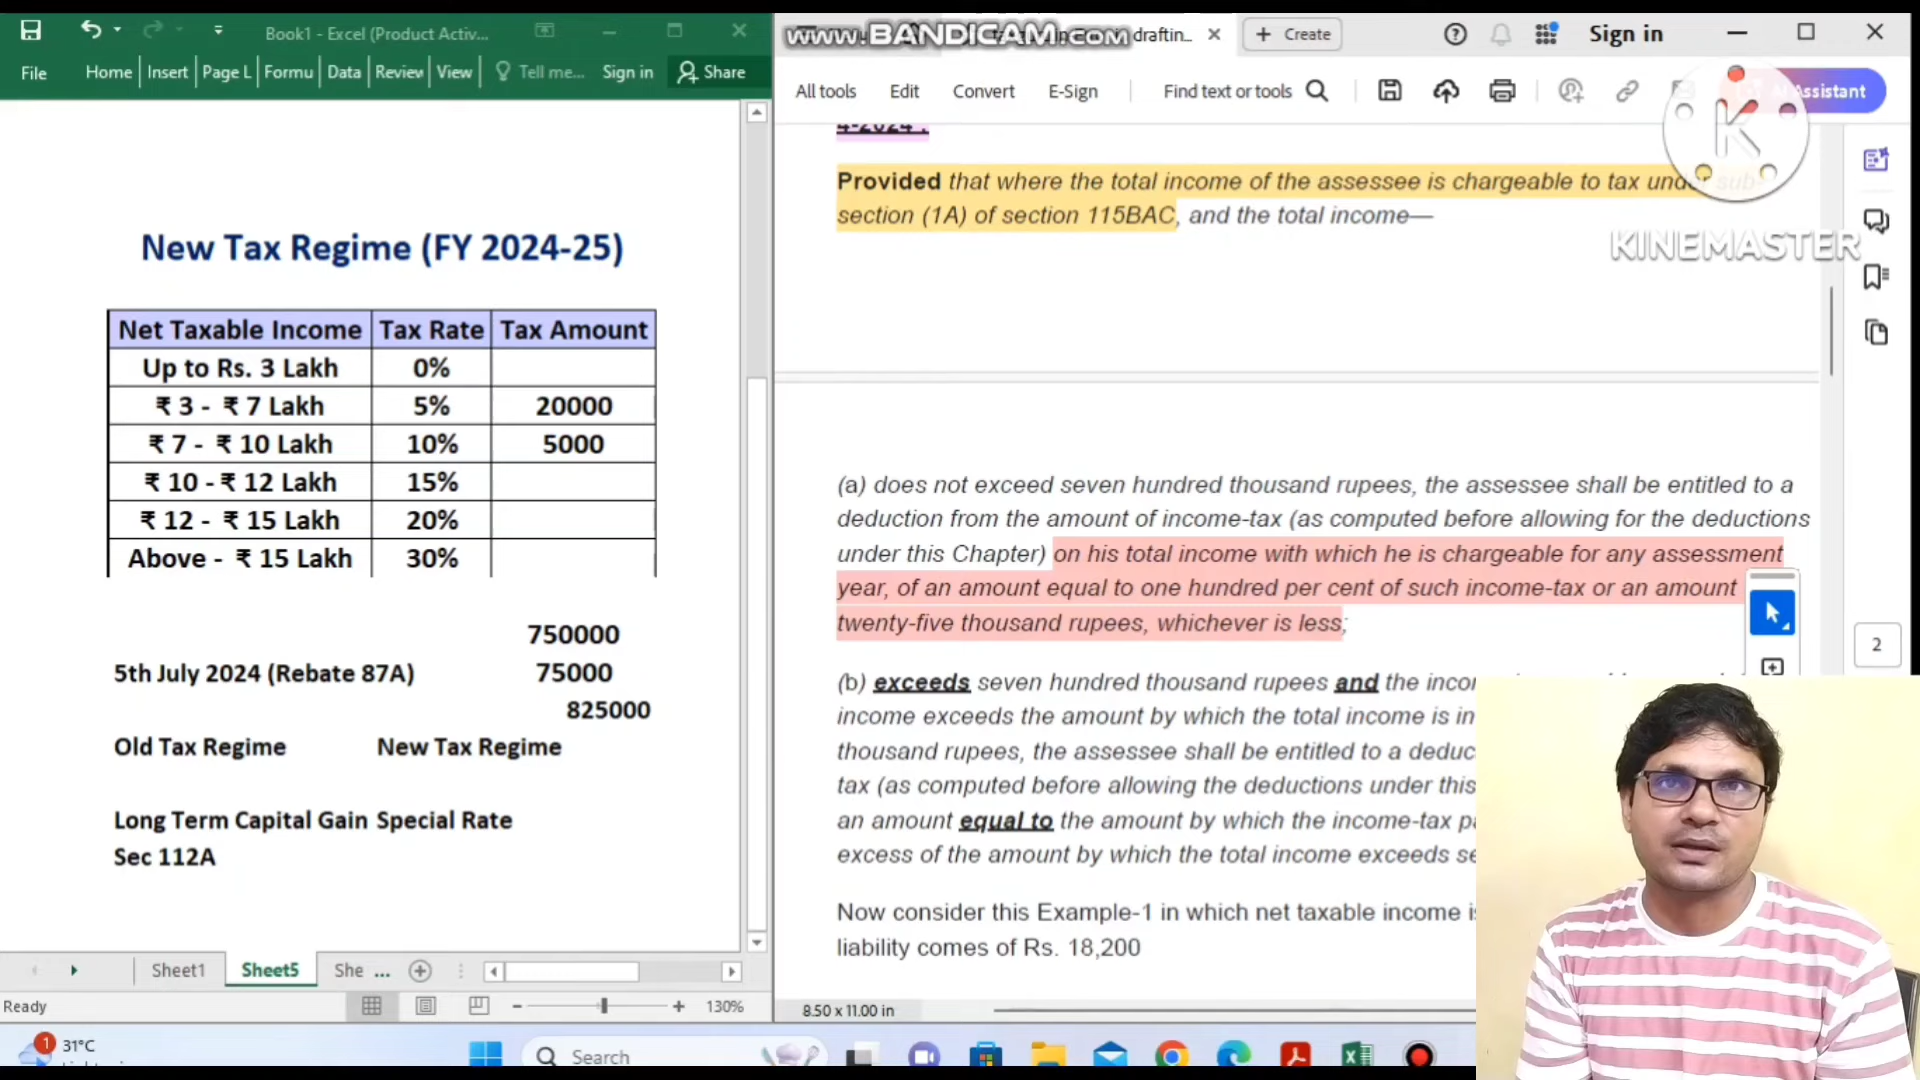 Book1 - Excel (Product Activ...
File
Home
Insert
Page L
Formu
Data
Review
View
Tell me...
Sign in
Share
New Tax Regime (FY 2024-25)
Net Taxable Income Tax Rate Tax Amount
Up to Rs. 3 Lakh 0%
₹ 3 - ₹ 7 Lakh 5% 20000
₹ 7 - ₹ 10 Lakh 10% 5000
₹ 10 - ₹ 12 Lakh 15%
₹ 12 - ₹ 15 Lakh 20%
Above - ₹ 15 Lakh 30%
750000
5th July 2024 (Rebate 87A) 75000
825000
Old Tax Regime New Tax Regime
Long Term Capital Gain Special Rate
Sec 112A
Sheet1
Sheet5
She ...
Ready
130%
www.BANDICAM.com
draftin...
Create
Sign in
All tools
Edit
Convert
E-Sign
Find text or tools
Assistant
K
KINEMASTER
4-2024 :
Provided that where the total income of the assessee is chargeable to tax under sub-
section (1A) of section 115BAC, and the total income—
(a) does not exceed seven hundred thousand rupees, the assessee shall be entitled to a
deduction from the amount of income-tax (as computed before allowing for the deductions
under this Chapter) on his total income with which he is chargeable for any assessment
year, of an amount equal to one hundred per cent of such income-tax or an amount
twenty-five thousand rupees, whichever is less;
(b) exceeds seven hundred thousand rupees and the
income exceeds the amount by which the total income is
thousand rupees, the assessee shall be entitled to a
tax (as computed before allowing the deductions under this
an amount equal to the amount by which the income-tax
excess of the amount by which the total income exceeds
Now consider this Example-1 in which net taxable income is
liability comes of Rs. 18,200
2
8.50 x 11.00 in
1
31°C
Search